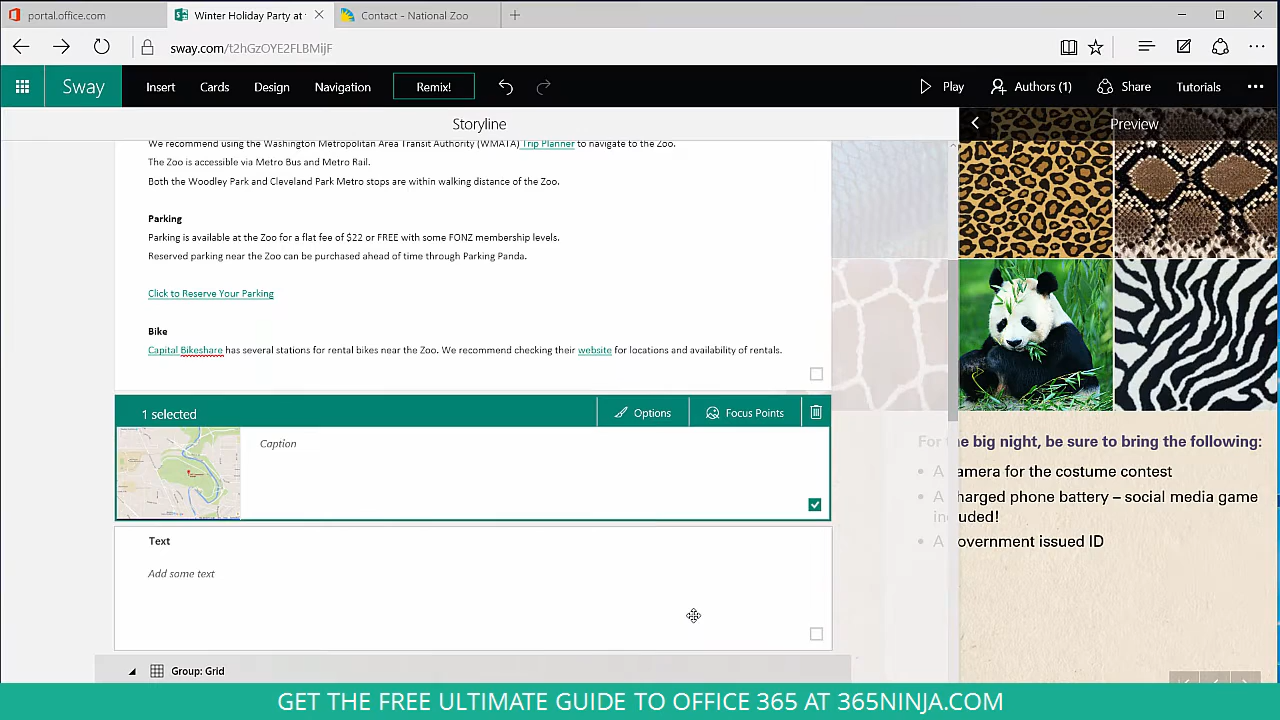 portal.office.com
Winter Holiday Party at
Contact - National Zoo
sway.com/t2hGzOYE2FLBMijF
Sway
Insert
Cards
Design
Navigation
Remix!
Play
Authors (1)
Share
Tutorials
Storyline
Preview
We recommend using the Washington Metropolitan Area Transit Authority (WMATA) Trip Planner to navigate to the Zoo.
The Zoo is accessible via Metro Bus and Metro Rail.
Both the Woodley Park and Cleveland Park Metro stops are within walking distance of the Zoo.
Parking
Parking is available at the Zoo for a flat fee of $22 or FREE with some FONZ membership levels.
Reserved parking near the Zoo can be purchased ahead of time through Parking Panda.
Click to Reserve Your Parking
Bike
Capital Bikeshare has several stations for rental bikes near the Zoo. We recommend checking their website for locations and availability of rentals.
1 selected
Options
Focus Points
Caption
Text
Add some text
Group: Grid
For the big night, be sure to bring the following:
• A camera for the costume contest
• A charged phone battery – social media game
included!
• A government issued ID
GET THE FREE ULTIMATE GUIDE TO OFFICE 365 AT 365NINJA.COM